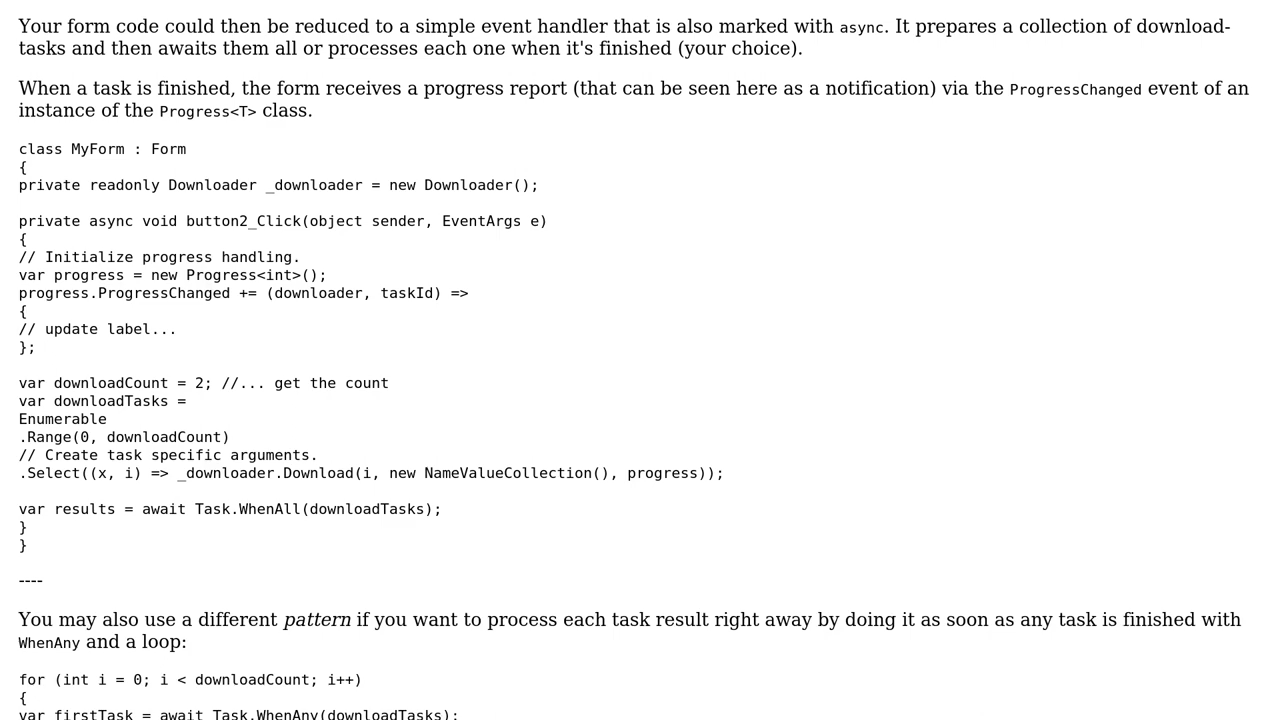 Your form code could then be reduced to a simple event handler that is also marked with async. It prepares a collection of download-
tasks and then awaits them all or processes each one when it's finished (your choice).
When a task is finished, the form receives a progress report (that can be seen here as a notification) via the ProgressChanged event of an
instance of the Progress<T> class.
class MyForm : Form
{
private readonly Downloader _downloader = new Downloader();
private async void button2_Click(object sender, EventArgs e)
{
// Initialize progress handling.
var progress = new Progress<int>();
progress.ProgressChanged += (downloader, taskId) =>
{
// update label...
};
var downloadCount = 2; //... get the count
var downloadTasks =
Enumerable
.Range(0, downloadCount)
// Create task specific arguments.
.Select((x, i) => _downloader.Download(i, new NameValueCollection(), progress));
var results = await Task.WhenAll(downloadTasks);
}
}
----
You may also use a different pattern if you want to process each task result right away by doing it as soon as any task is finished with
WhenAny and a loop:
for (int i = 0; i < downloadCount; i++)
{
var firstTask = await Task.WhenAny(downloadTasks);